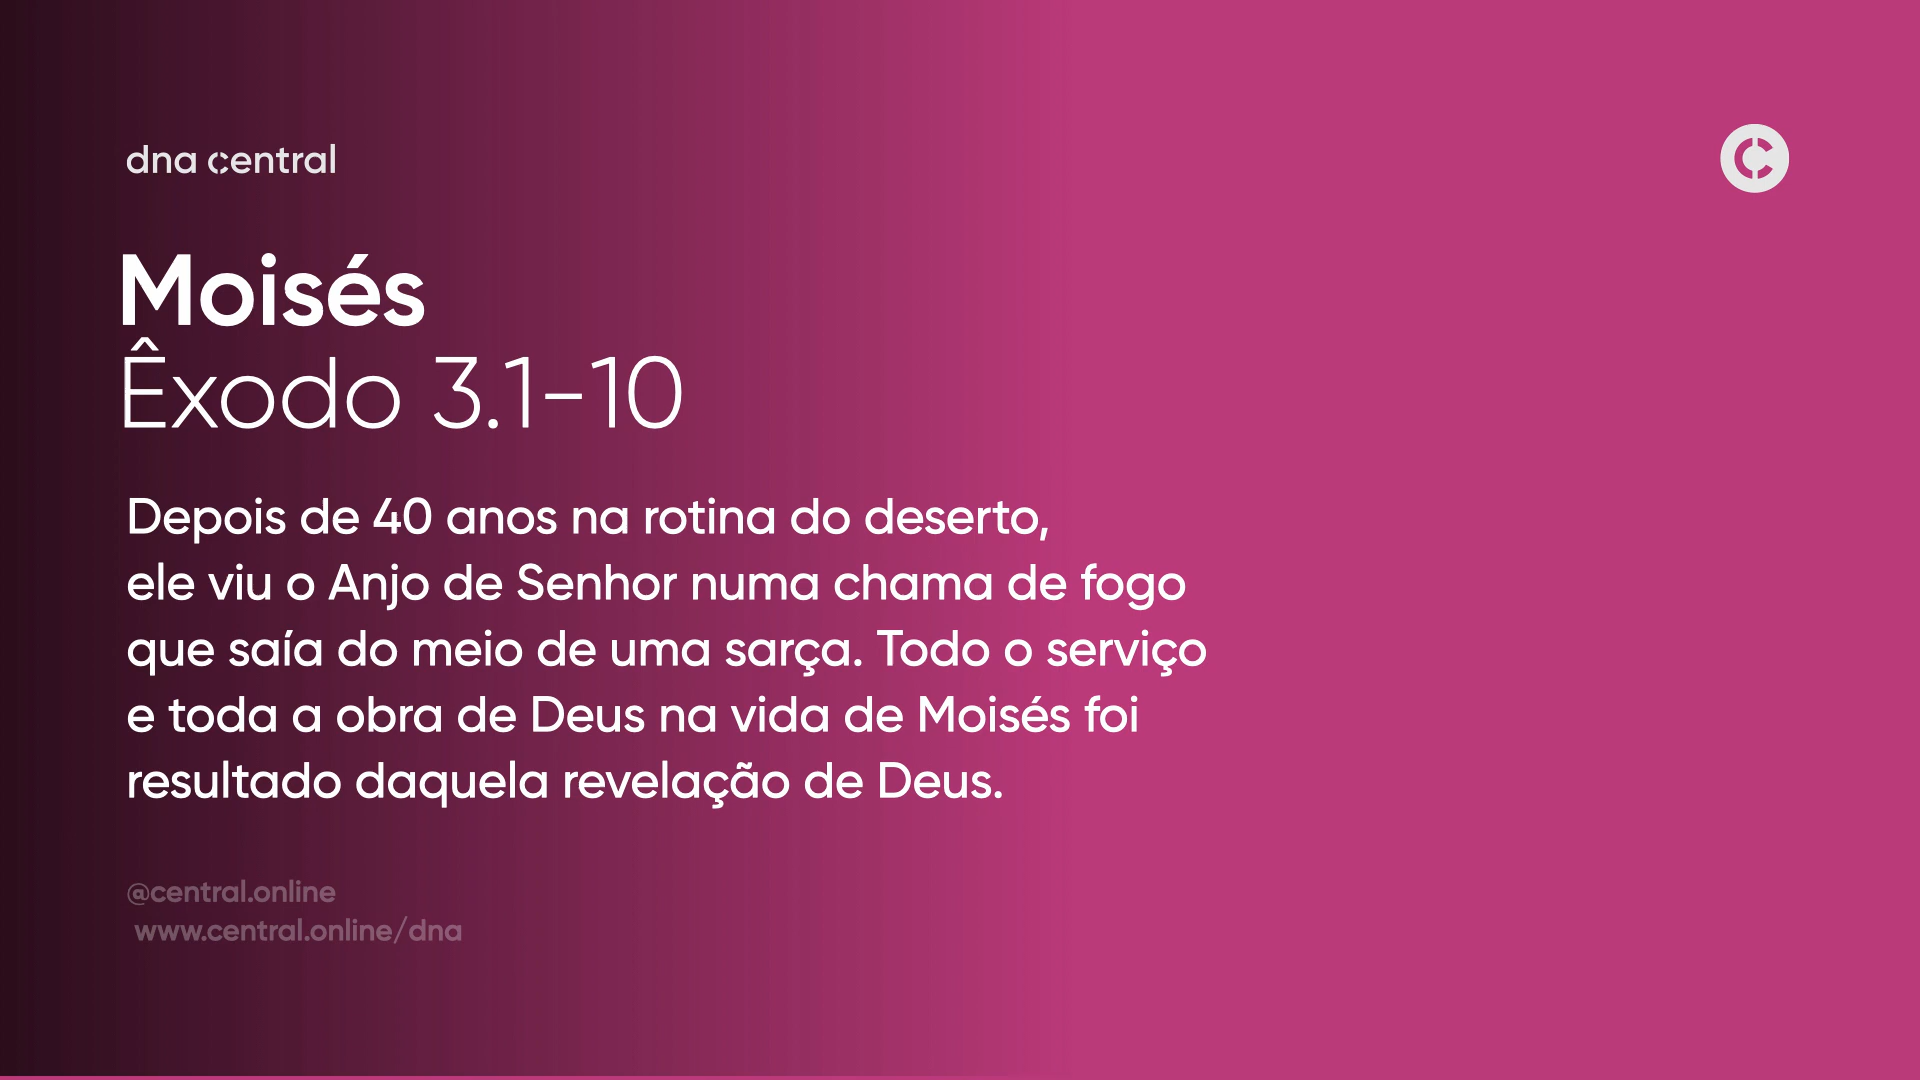 dna central
Moisés
Êxodo 3.1-10
Depois de 40 anos na rotina do deserto,
ele viu o Anjo de Senhor numa chama de fogo
que saía do meio de uma sarça. Todo o serviço
e toda a obra de Deus na vida de Moisés foi
resultado daquela revelação de Deus.
@central.online
www.central.online/dna